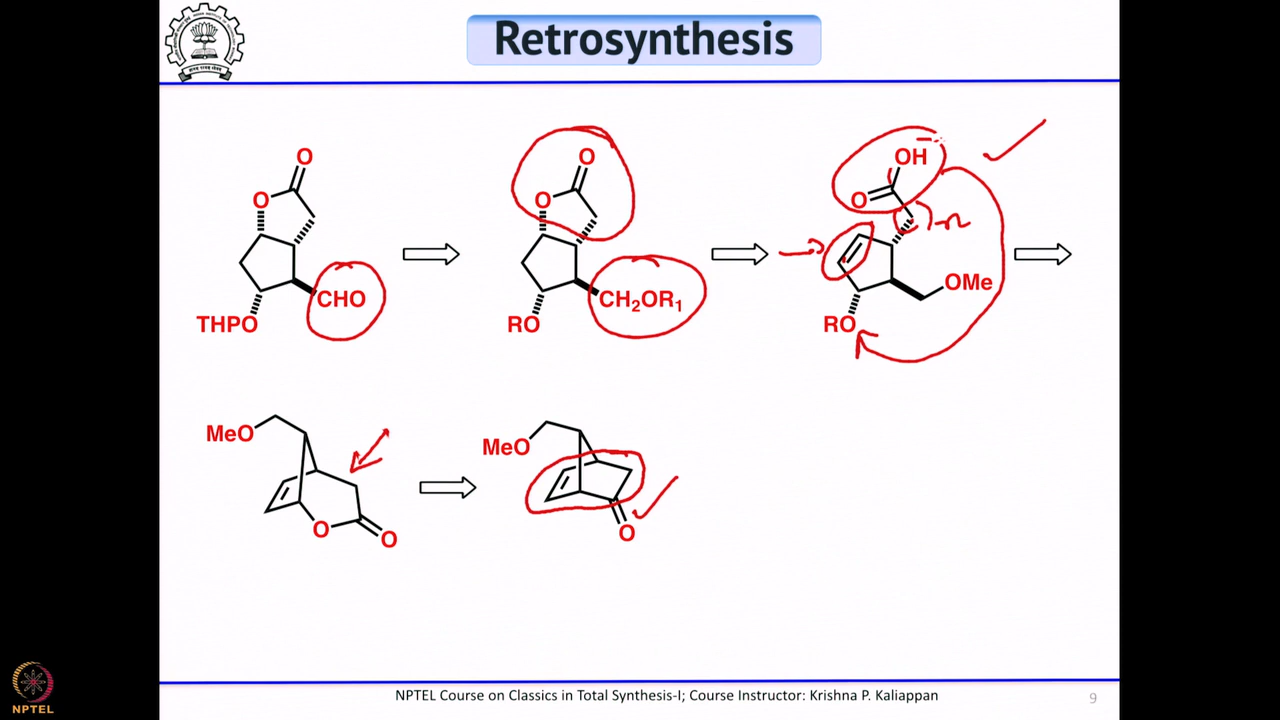 Retrosynthesis
O
O
CHO
THPO
O
O
CH2OR1
RO
OH
O
OMe
RO
MeO
O
O
MeO
O
NPTEL Course on Classics in Total Synthesis-I; Course Instructor: Krishna P. Kaliappan
9
NPTEL